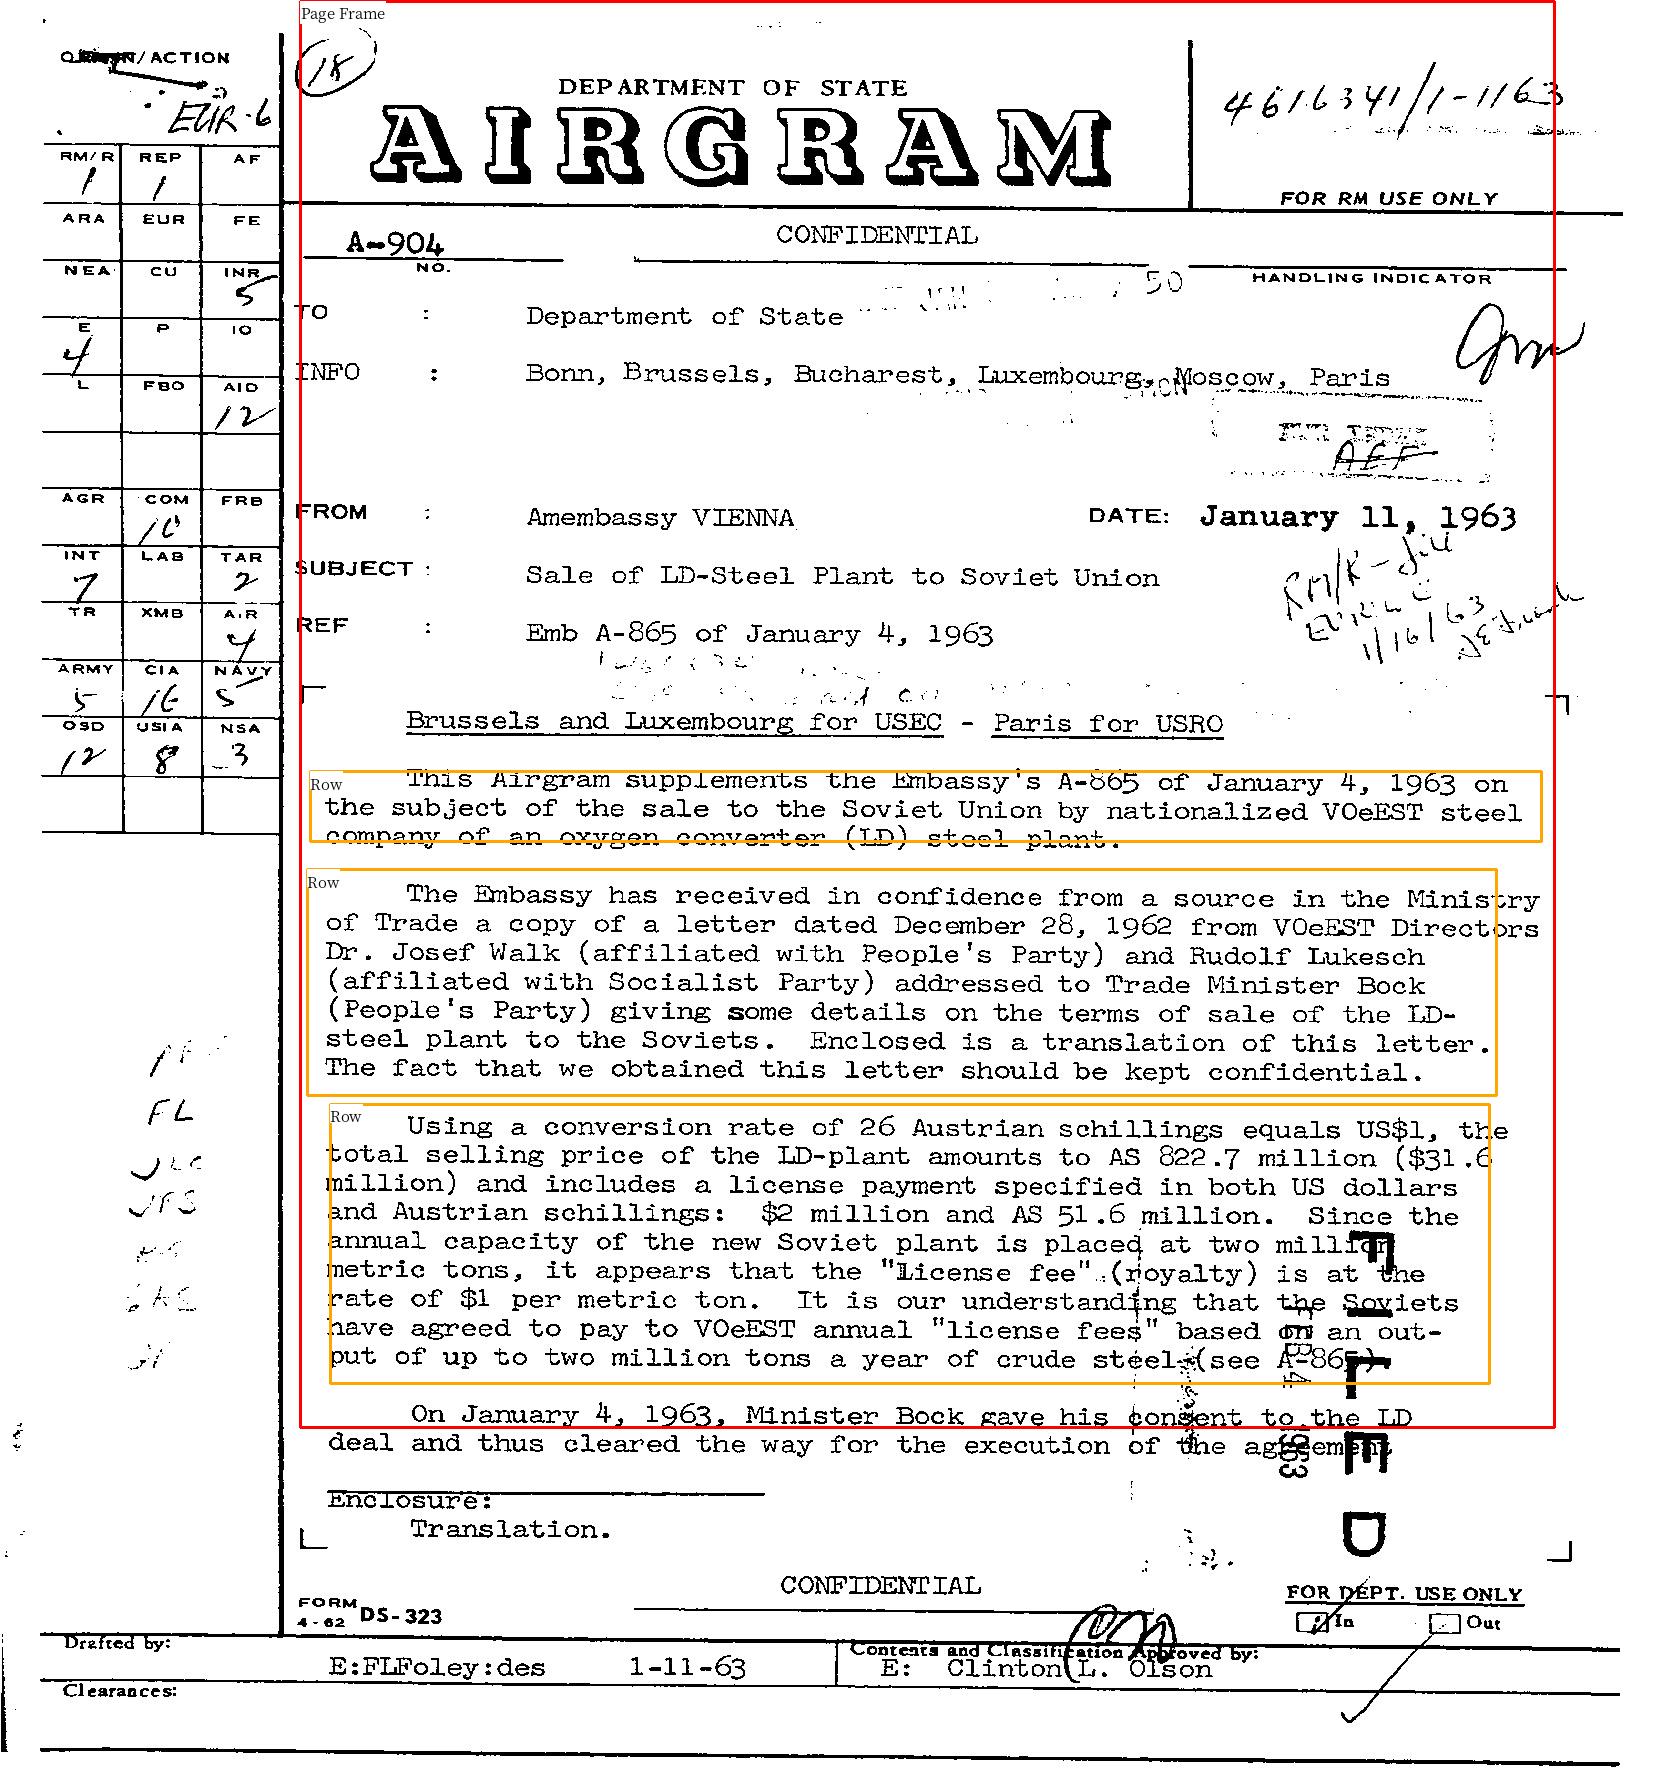 Page Frame
18
/ACTION
EUR-6
DEPARTMENT OF STATE
AIRGRAM
FOR RM USE ONLY
RM/R REP AF
1 1
ARA EUR FE
NEA CU INR
5
E P IO
4
L FBO AID
12
AGR COM FRB
10
INT LAB TAR
7 2
TR XMB AIR
4
ARMY CIA NAVY
5 16 5
OSD USIA NSA
12 8 3
A-904
NO.
CONFIDENTIAL
HANDLING INDICATOR
50
TO : Department of State
INFO : Bonn, Brussels, Bucharest, Luxembourg, Moscow, Paris
AEF
FROM : Amembassy VIENNA DATE: January 11, 1963
SUBJECT : Sale of LD-Steel Plant to Soviet Union
REF : Emb A-865 of January 4, 1963
1/16/63
Brussels and Luxembourg for USEC - Paris for USRO
Row
This Airgram supplements the Embassy's A-865 of January 4, 1963 on
the subject of the sale to the Soviet Union by nationalized VOeEST steel
company of an oxygen converter (LD) steel plant.
Row
The Embassy has received in confidence from a source in the Ministry
of Trade a copy of a letter dated December 28, 1962 from VOeEST Directors
Dr. Josef Walk (affiliated with People's Party) and Rudolf Lukesch
(affiliated with Socialist Party) addressed to Trade Minister Bock
(People's Party) giving some details on the terms of sale of the LD-
steel plant to the Soviets. Enclosed is a translation of this letter.
The fact that we obtained this letter should be kept confidential.
Row
Using a conversion rate of 26 Austrian schillings equals US$1, the
total selling price of the LD-plant amounts to AS 822.7 million ($31.6
million) and includes a license payment specified in both US dollars
and Austrian schillings: $2 million and AS 51.6 million. Since the
annual capacity of the new Soviet plant is placed at two million
metric tons, it appears that the "license fee" (royalty) is at the
rate of $1 per metric ton. It is our understanding that the Soviets
have agreed to pay to VOeEST annual "license fees" based on an out-
put of up to two million tons a year of crude steel (see A-865).
On January 4, 1963, Minister Bock gave his consent to the LD
deal and thus cleared the way for the execution of the agreement
FILED
FEB 4 1963
FL
JFS
Enclosure:
Translation.
CONFIDENTIAL
FORM
4-62 DS-323
FOR DEPT. USE ONLY
In Out
Drafted by:
E:FLFoley:des 1-11-63
Contents and Classification Approved by:
E: Clinton L. Olson
Clearances: